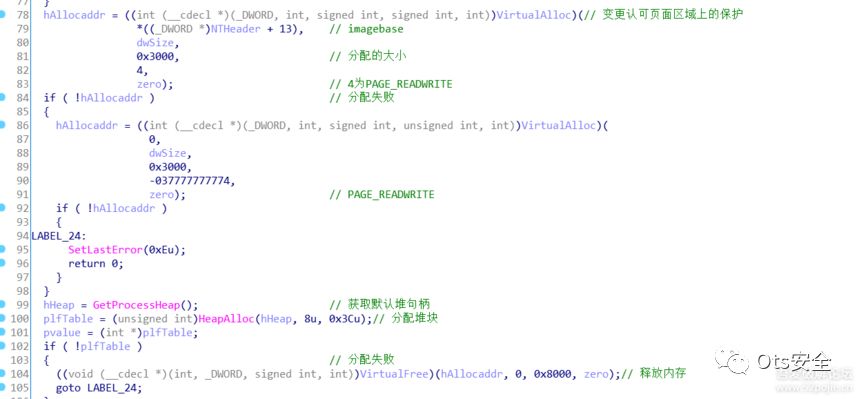 77 }
78 hAllocaddr = ((int (__cdecl *)(_DWORD, int, signed int, signed int, int))VirtualAlloc)(// 变更认可页面区域上的保护
79 *((_DWORD *)NTHeader + 13), // imagebase
80 dwSize,
81 0x3000, // 分配的大小
82 4,
83 zero); // 4为PAGE_READWRITE
84 if ( !hAllocaddr ) // 分配失败
85 {
86 hAllocaddr = ((int (__cdecl *)(_DWORD, int, signed int, unsigned int, int))VirtualAlloc)(
87 0,
88 dwSize,
89 0x3000,
90 -037777777774,
91 zero); // PAGE_READWRITE
92 if ( !hAllocaddr )
93 {
94 LABEL_24:
95 SetLastError(0xEu);
96 return 0;
97 }
98 }
99 hHeap = GetProcessHeap(); // 获取默认堆句柄
100 plfTable = (unsigned int)HeapAlloc(hHeap, 8u, 0x3Cu);// 分配堆块
101 pvalue = (int *)plfTable;
102 if ( !plfTable )
103 { // 分配失败
104 ((void (__cdecl *)(int, _DWORD, signed int, int))VirtualFree)(hAllocaddr, 0, 0x8000, zero);// 释放内存
105 goto LABEL_24;
Ots安全
www.52pojie.cn